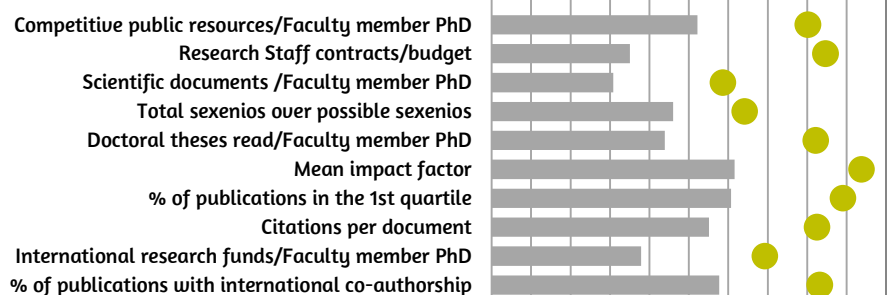 Competitive public resources/Faculty member PhD
Research Staff contracts/budget
Scientific documents /Faculty member PhD
Total sexenios over possible sexenios
Doctoral theses read/Faculty member PhD
Mean impact factor
% of publications in the 1st quartile
Citations per document
International research funds/Faculty member PhD
% of publications with international co-authorship